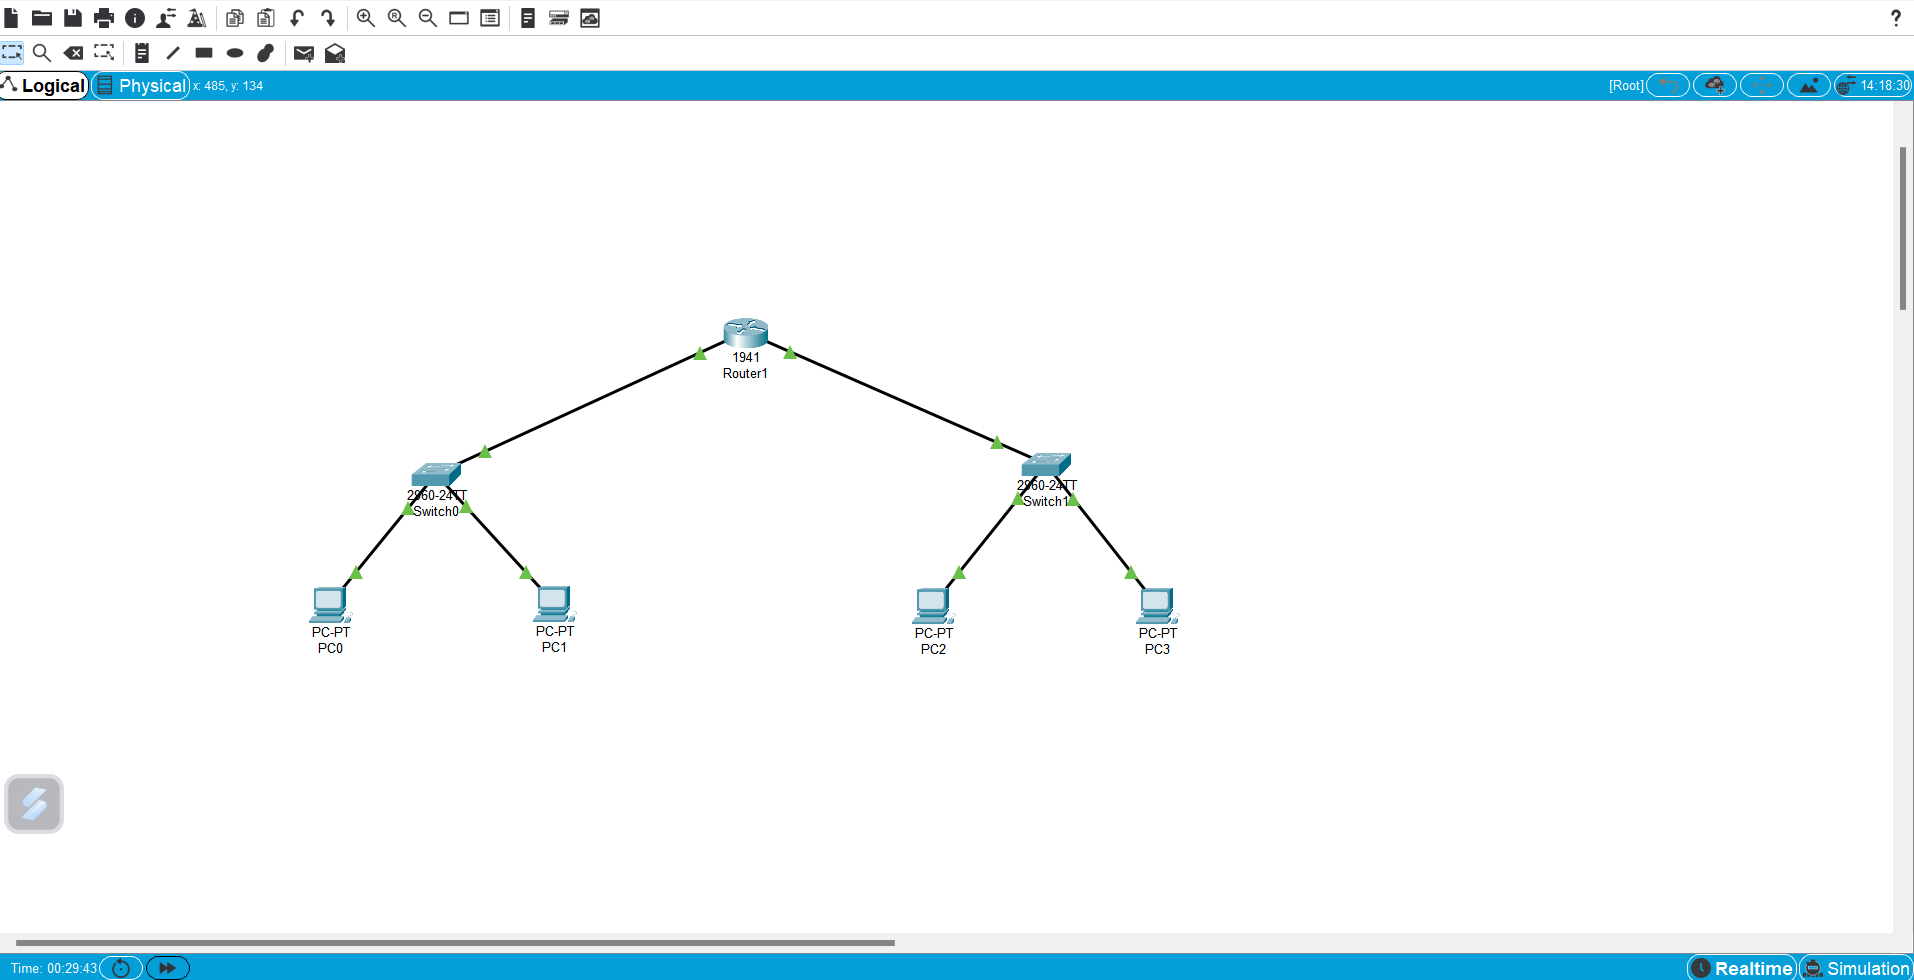 ?
Logical Physical x: 485, y: 134 [Root] 14:18:30
1941
Router1
2960-24TT
Switch0
2960-24TT
Switch1
PC-PT
PC0
PC-PT
PC1
PC-PT
PC2
PC-PT
PC3
Time: 00:29:43 Realtime Simulation